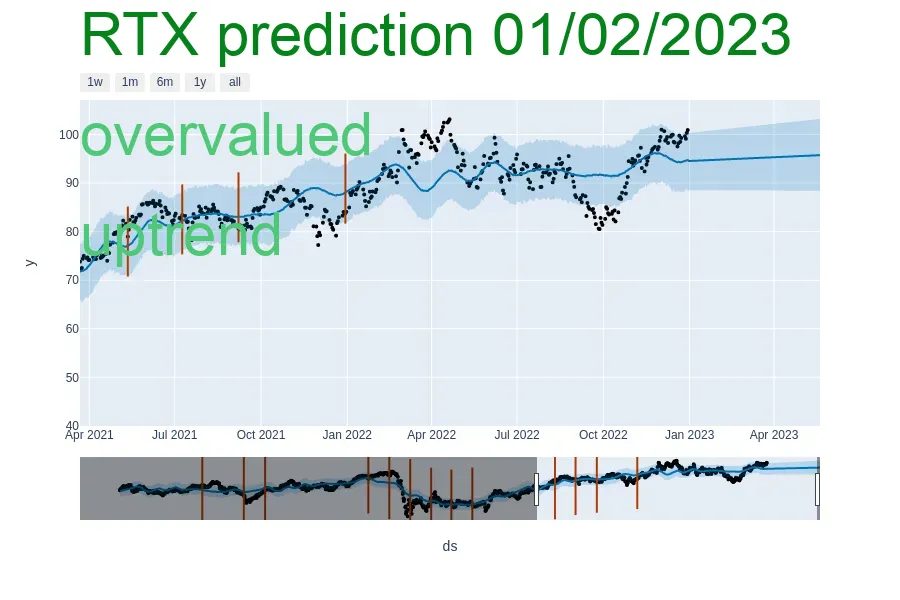 RTX prediction 01/02/2023
1w 1m 6m 1y all
overvalued
uptrend
100
90
80
70
60
50
40
y
Apr 2021 Jul 2021 Oct 2021 Jan 2022 Apr 2022 Jul 2022 Oct 2022 Jan 2023 Apr 2023
ds